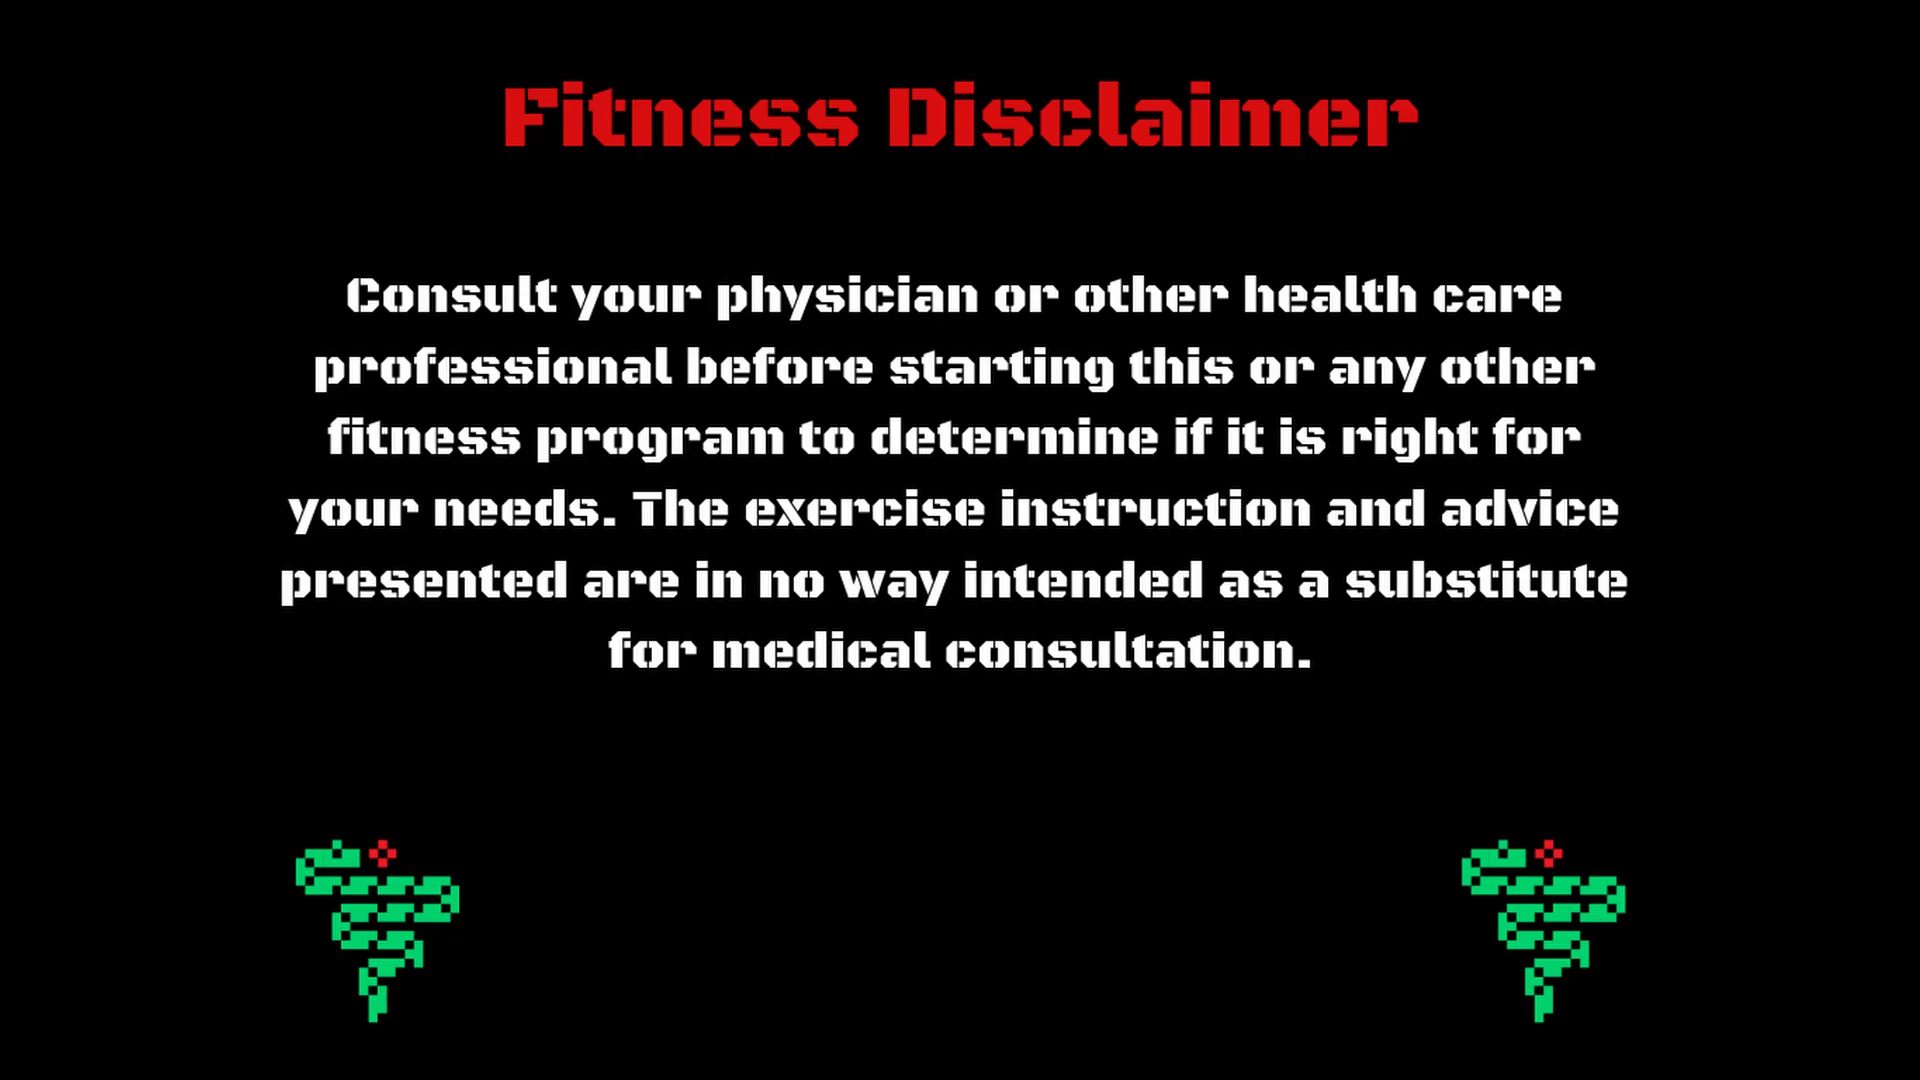 Fitness Disclaimer
Consult your physician or other health care
professional before starting this or any other
fitness program to determine if it is right for
your needs. The exercise instruction and advice
presented are in no way intended as a substitute
for medical consultation.